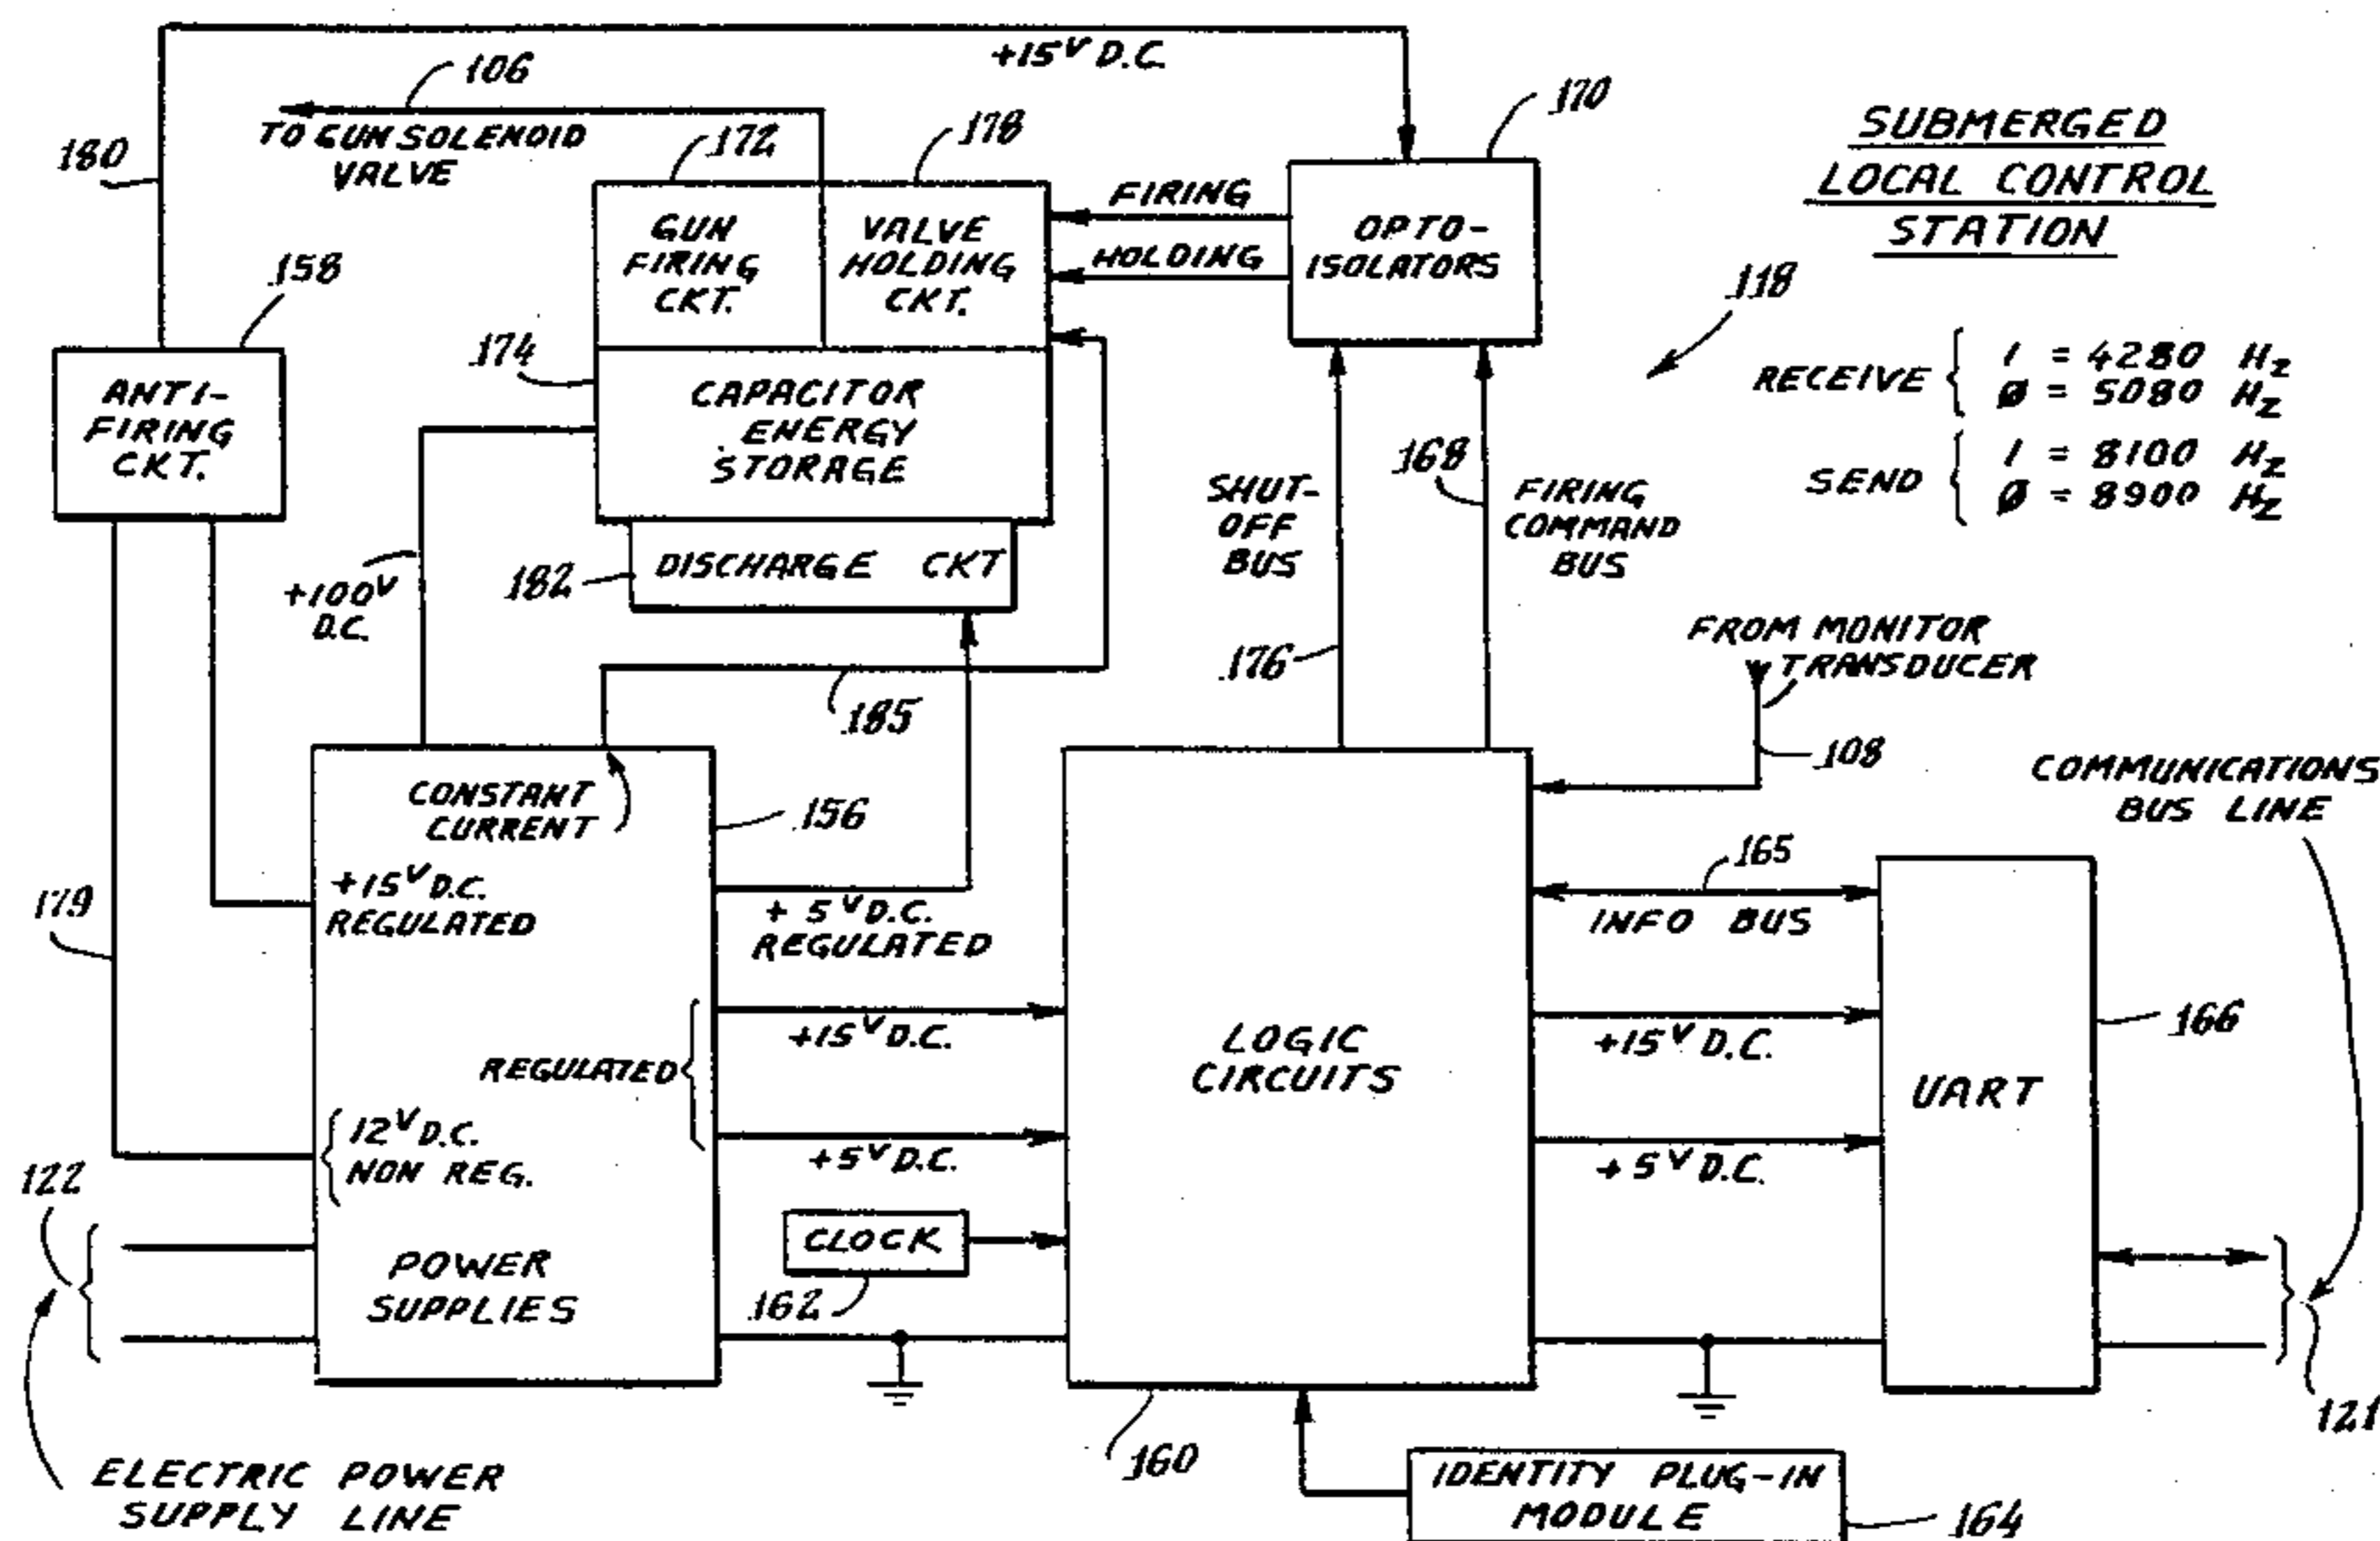 +15V D.C.
106
TO GUN SOLENOID
VALVE
180
172
178
170
SUBMERGED
LOCAL CONTROL
STATION
118
158
GUN
FIRING
CKT.
VALVE
HOLDING
CKT.
FIRING
HOLDING
OPTO-
ISOLATORS
174
ANTI-
FIRING
CKT.
CAPACITOR
ENERGY
STORAGE
RECEIVE { 1 = 4280 Hz
Ø = 5080 Hz
SEND { 1 = 8100 Hz
Ø = 8900 Hz
SHUT-
OFF
BUS
168
FIRING
COMMAND
BUS
+100V
D.C.
182
DISCHARGE CKT
176
FROM MONITOR
TRANSDUCER
185
108
CONSTANT
CURRENT
156
COMMUNICATIONS
BUS LINE
179
+15V D.C.
REGULATED
+ 5V D.C.
REGULATED
165
INFO BUS
166
REGULATED
+15V D.C.
LOGIC
CIRCUITS
+15V D.C.
UART
12V D.C.
NON REG.
+5V D.C.
+ 5V D.C.
122
CLOCK
162
POWER
SUPPLIES
121
160
ELECTRIC POWER
SUPPLY LINE
IDENTITY PLUG-IN
MODULE
164